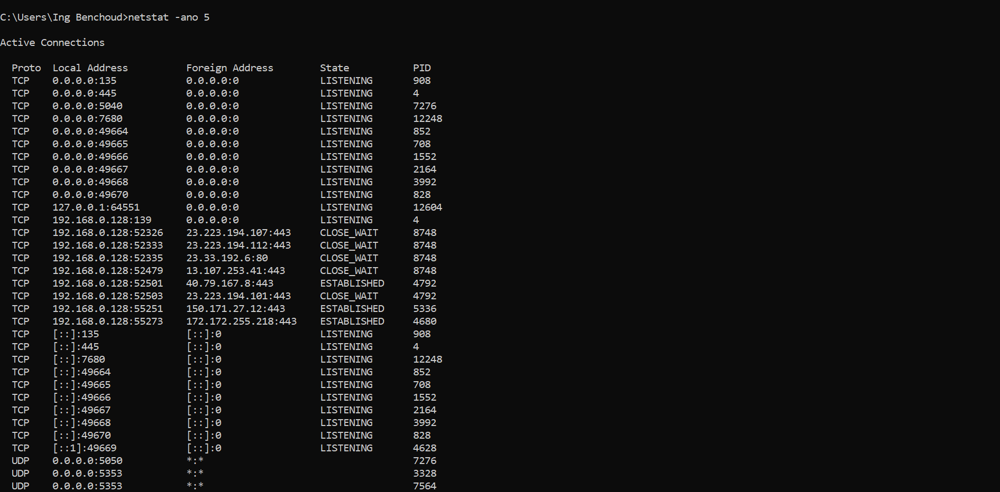 C:\Users\Ing Benchoud>netstat -ano 5
Active Connections
Proto  Local Address          Foreign Address        State           PID
TCP    0.0.0.0:135            0.0.0.0:0              LISTENING       908
TCP    0.0.0.0:445            0.0.0.0:0              LISTENING       4
TCP    0.0.0.0:5040           0.0.0.0:0              LISTENING       7276
TCP    0.0.0.0:7680           0.0.0.0:0              LISTENING       12248
TCP    0.0.0.0:49664          0.0.0.0:0              LISTENING       852
TCP    0.0.0.0:49665          0.0.0.0:0              LISTENING       708
TCP    0.0.0.0:49666          0.0.0.0:0              LISTENING       1552
TCP    0.0.0.0:49667          0.0.0.0:0              LISTENING       2164
TCP    0.0.0.0:49668          0.0.0.0:0              LISTENING       3992
TCP    0.0.0.0:49670          0.0.0.0:0              LISTENING       828
TCP    127.0.0.1:64551        0.0.0.0:0              LISTENING       12604
TCP    192.168.0.128:139      0.0.0.0:0              LISTENING       4
TCP    192.168.0.128:52326    23.223.194.107:443     CLOSE_WAIT      8748
TCP    192.168.0.128:52333    23.223.194.112:443     CLOSE_WAIT      8748
TCP    192.168.0.128:52335    23.33.192.6:80         CLOSE_WAIT      8748
TCP    192.168.0.128:52479    13.107.253.41:443      CLOSE_WAIT      8748
TCP    192.168.0.128:52501    40.79.167.8:443        ESTABLISHED     4792
TCP    192.168.0.128:52503    23.223.194.101:443     CLOSE_WAIT      4792
TCP    192.168.0.128:55251    150.171.27.12:443      ESTABLISHED     5336
TCP    192.168.0.128:55273    172.172.255.218:443    ESTABLISHED     4680
TCP    [::]:135               [::]:0                 LISTENING       908
TCP    [::]:445               [::]:0                 LISTENING       4
TCP    [::]:7680              [::]:0                 LISTENING       12248
TCP    [::]:49664             [::]:0                 LISTENING       852
TCP    [::]:49665             [::]:0                 LISTENING       708
TCP    [::]:49666             [::]:0                 LISTENING       1552
TCP    [::]:49667             [::]:0                 LISTENING       2164
TCP    [::]:49668             [::]:0                 LISTENING       3992
TCP    [::]:49670             [::]:0                 LISTENING       828
TCP    [::1]:49669            [::]:0                 LISTENING       4628
UDP    0.0.0.0:5050           *:*                                    7276
UDP    0.0.0.0:5353           *:*                                    3328
UDP    0.0.0.0:5353           *:*                                    7564